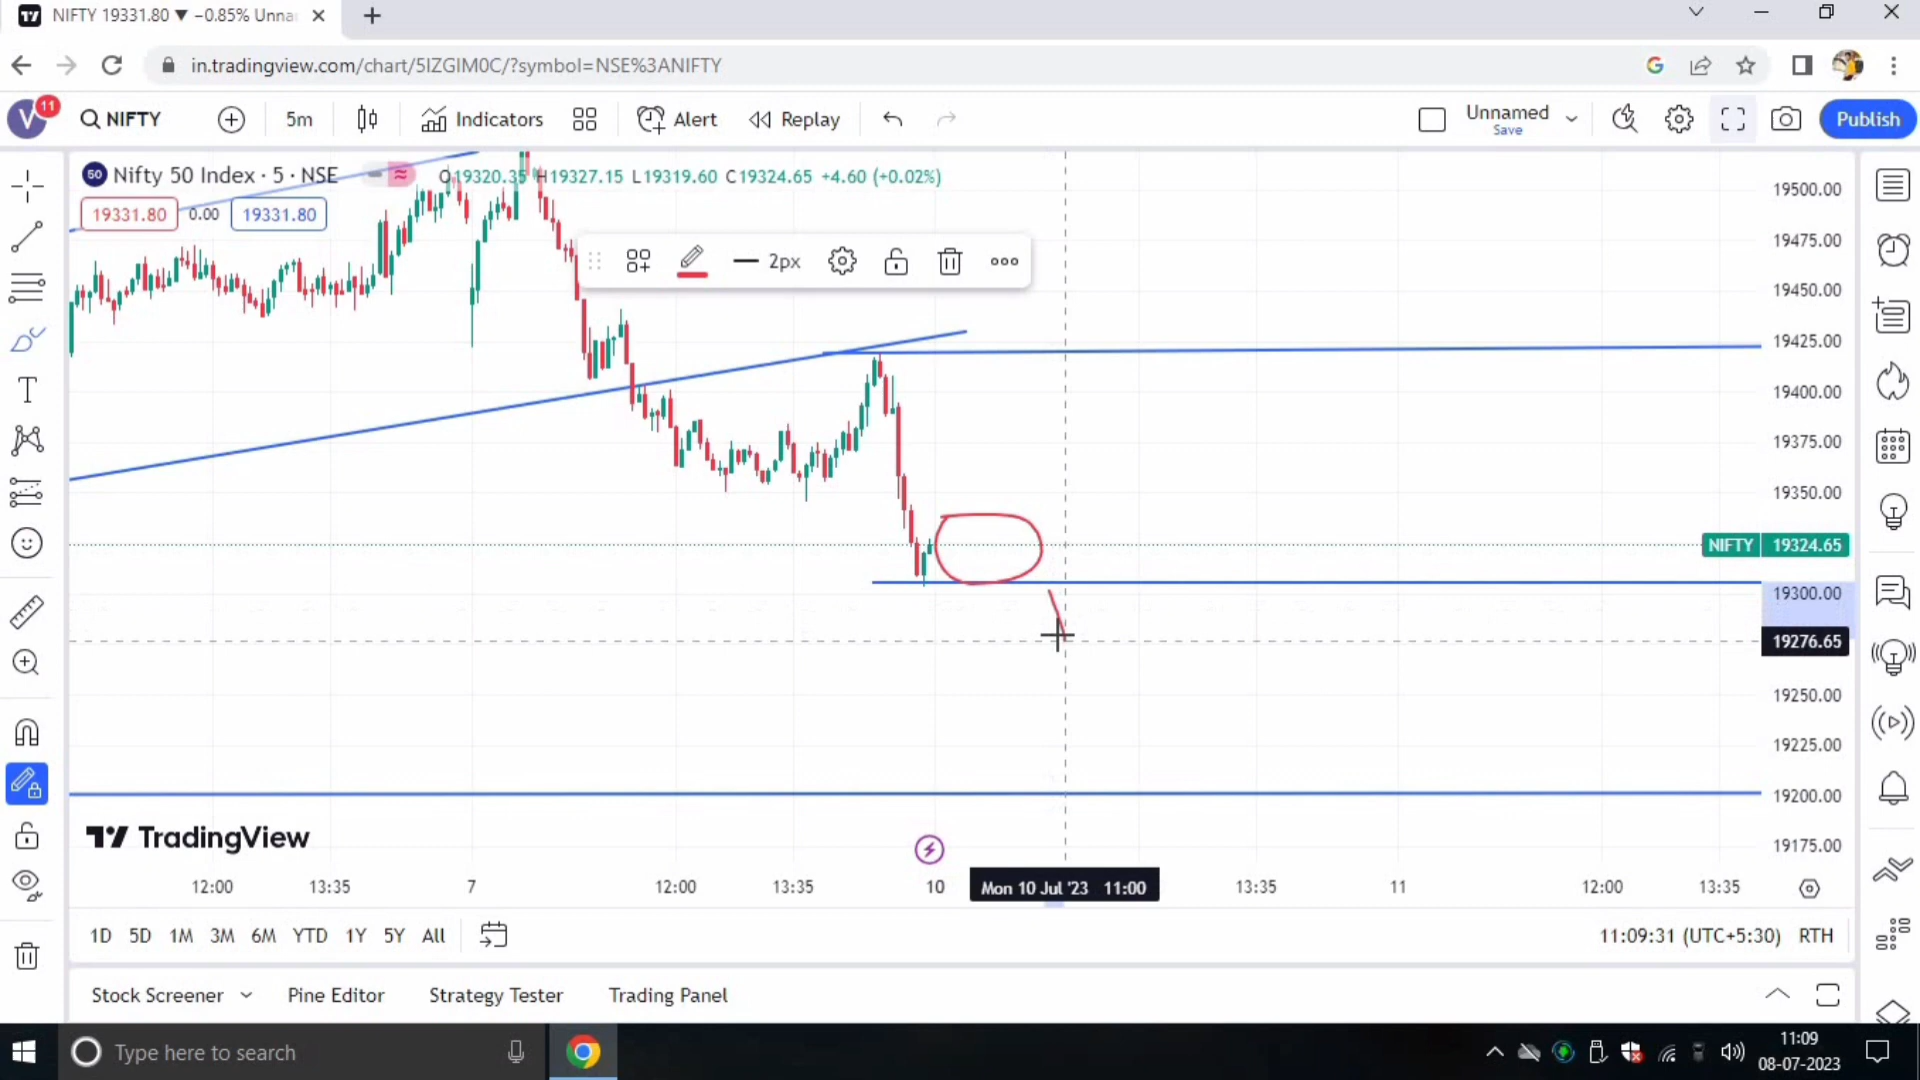 NIFTY 19331.80 ▼ −0.85% Unna
in.tradingview.com/chart/5IZGIM0C/?symbol=NSE%3ANIFTY
V 11 NIFTY 5m Indicators Alert Replay Unnamed Save Publish
50 Nifty 50 Index · 5 · NSE O19320.35 H19327.15 L19319.60 C19324.65 +4.60 (+0.02%)
19331.80 0.00 19331.80
2px
T
19500.00
19475.00
19450.00
19425.00
19400.00
19375.00
19350.00
NIFTY 19324.65
19300.00
19276.65
19250.00
19225.00
19200.00
19175.00
TradingView
12:00 13:35 7 12:00 13:35 10 Mon 10 Jul '23 11:00 13:35 11 12:00 13:35
1D 5D 1M 3M 6M YTD 1Y 5Y All 11:09:31 (UTC+5:30) RTH
Stock Screener Pine Editor Strategy Tester Trading Panel
Type here to search 11:09
08-07-2023